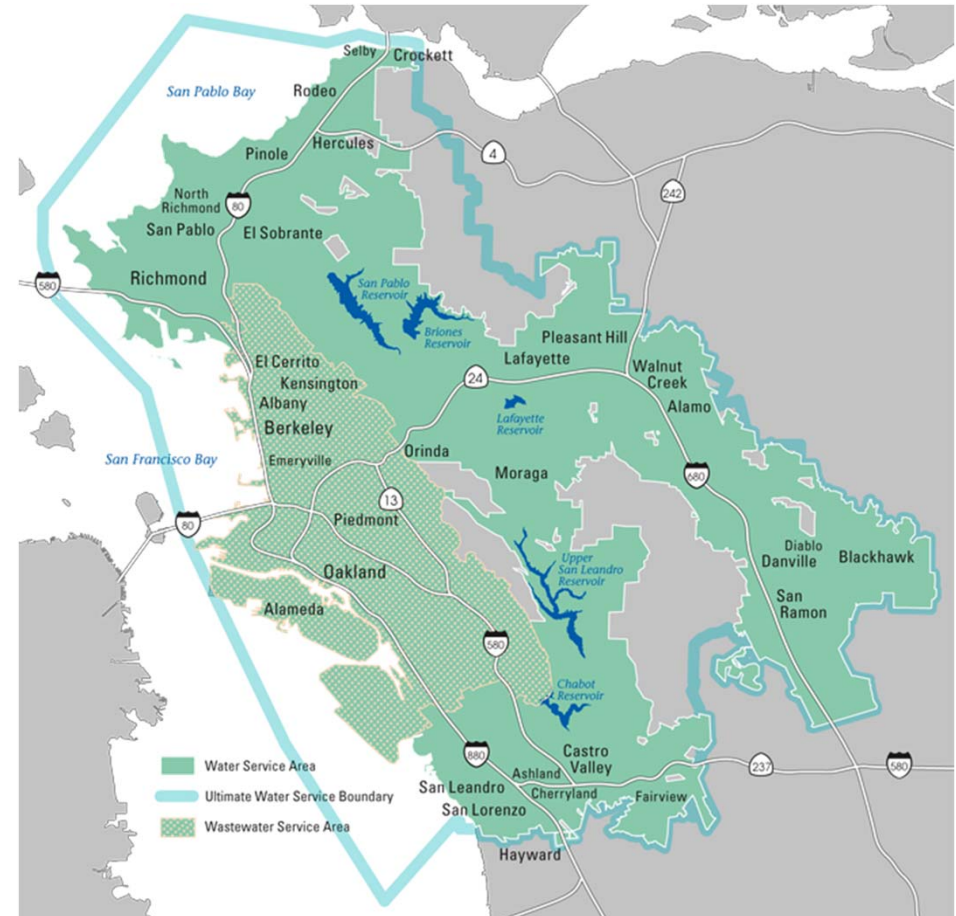 Selby
Crockett
San Pablo Bay
Rodeo
Hercules
4
Pinole
242
North
Richmond
80
San Pablo
El Sobrante
Richmond
580
San Pablo
Reservoir
Briones
Reservoir
Pleasant Hill
Lafayette
El Cerrito
Kensington
24
Walnut
Creek
Albany
Alamo
Lafayette
Reservoir
Berkeley
Orinda
San Francisco Bay
Emeryville
Moraga
680
13
80
Piedmont
Diablo
Danville
Blackhawk
Upper
San Leandro
Reservoir
Oakland
San
Ramon
Alameda
580
Chabot
Reservoir
880
Castro
Valley
237
580
Water Service Area
Ashland
San Leandro
Cherryland
Fairview
Ultimate Water Service Boundary
San Lorenzo
Wastewater Service Area
Hayward